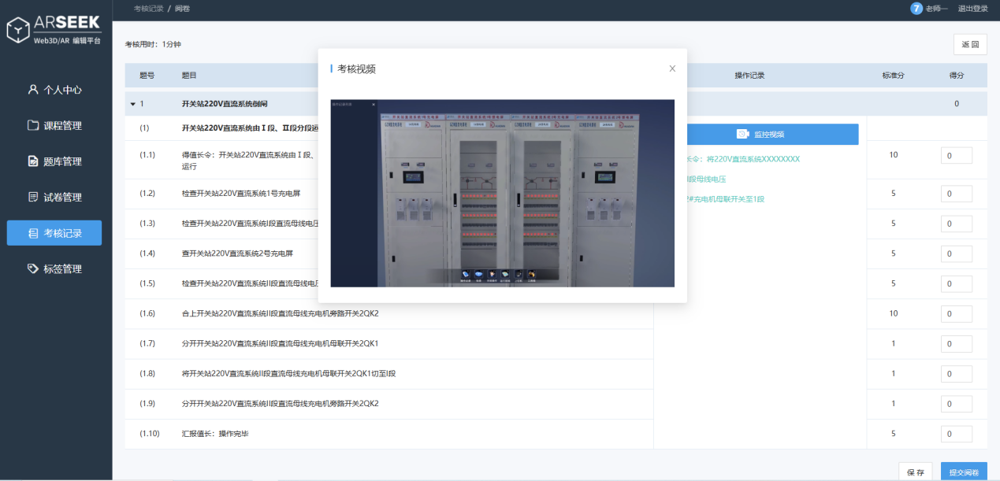 ARSEEK
Web3D/AR 编辑平台
个人中心
课程管理
题库管理
试卷管理
考核记录
标签管理
考核记录 / 阅卷
7 老师一
退出登录
考核用时：1分钟
返 回
题号 题目 操作记录 标准分 得分
1 开关站220V直流系统倒闸 0
(1) 开关站220V直流系统由Ⅰ段、Ⅱ段分段运
(1.1) 得值长令：开关站220V直流系统由Ⅰ段、
运行
10 0
(1.2) 检查开关站220V直流系统1号充电屏 5 0
(1.3) 检查开关站220V直流系统I段直流母线电压 5 0
(1.4) 查开关站220V直流系统2号充电屏 5 0
(1.5) 检查开关站220V直流系统II段直流母线电压 5 0
(1.6) 合上开关站220V直流系统II段直流母线充电机旁路开关2QK2 10 0
(1.7) 分开开关站220V直流系统II段直流母线充电机母联开关2QK1 1 0
(1.8) 将开关站220V直流系统II段直流母线充电机母联开关2QK1切至I段 1 0
(1.9) 分开开关站220V直流系统II段直流母线充电机旁路开关2QK2 1 0
(1.10) 汇报值长：操作完毕 5 0
监控视频
长令：将220V直流系统XXXXXXXX
段母线电压
2#充电机母联开关至1段
考核视频
保 存
提交阅卷